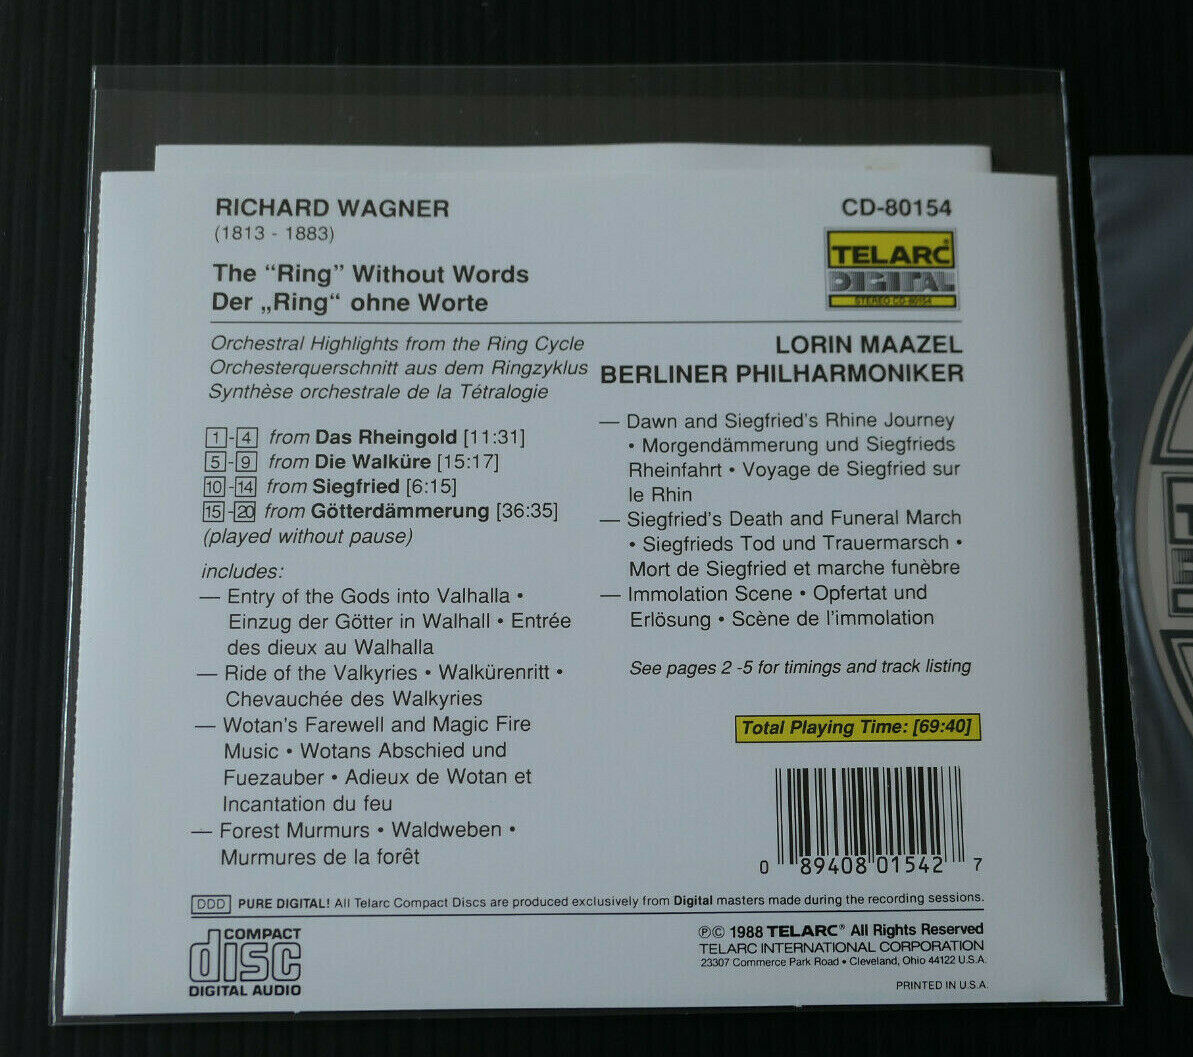 RICHARD WAGNER
(1813 - 1883)
The “Ring” Without Words
Der „Ring“ ohne Worte
CD-80154
TELARC®
DIGITAL
STEREO CD-80154
Orchestral Highlights from the Ring Cycle
Orchesterquerschnitt aus dem Ringzyklus
Synthèse orchestrale de la Tétralogie
LORIN MAAZEL
BERLINER PHILHARMONIKER
1-4 from Das Rheingold [11:31]
5-9 from Die Walküre [15:17]
10-14 from Siegfried [6:15]
15-20 from Götterdämmerung [36:35]
(played without pause)
includes:
— Entry of the Gods into Valhalla •
Einzug der Götter in Walhall • Entrée
des dieux au Walhalla
— Ride of the Valkyries • Walkürenritt •
Chevauchée des Walkyries
— Wotan's Farewell and Magic Fire
Music • Wotans Abschied und
Fuezauber • Adieux de Wotan et
Incantation du feu
— Forest Murmurs • Waldweben •
Murmures de la forêt
— Dawn and Siegfried's Rhine Journey
• Morgendämmerung und Siegfrieds
Rheinfahrt • Voyage de Siegfried sur
le Rhin
— Siegfried's Death and Funeral March
• Siegfrieds Tod und Trauermarsch •
Mort de Siegfried et marche funèbre
— Immolation Scene • Opfertat und
Erlösung • Scène de l'immolation
See pages 2 -5 for timings and track listing
Total Playing Time: [69:40]
0 89408 01542 7
DDD PURE DIGITAL! All Telarc Compact Discs are produced exclusively from Digital masters made during the recording sessions.
COMPACT
disc
DIGITAL AUDIO
℗© 1988 TELARC® All Rights Reserved
TELARC INTERNATIONAL CORPORATION
23307 Commerce Park Road • Cleveland, Ohio 44122 U.S.A.
PRINTED IN U.S.A.